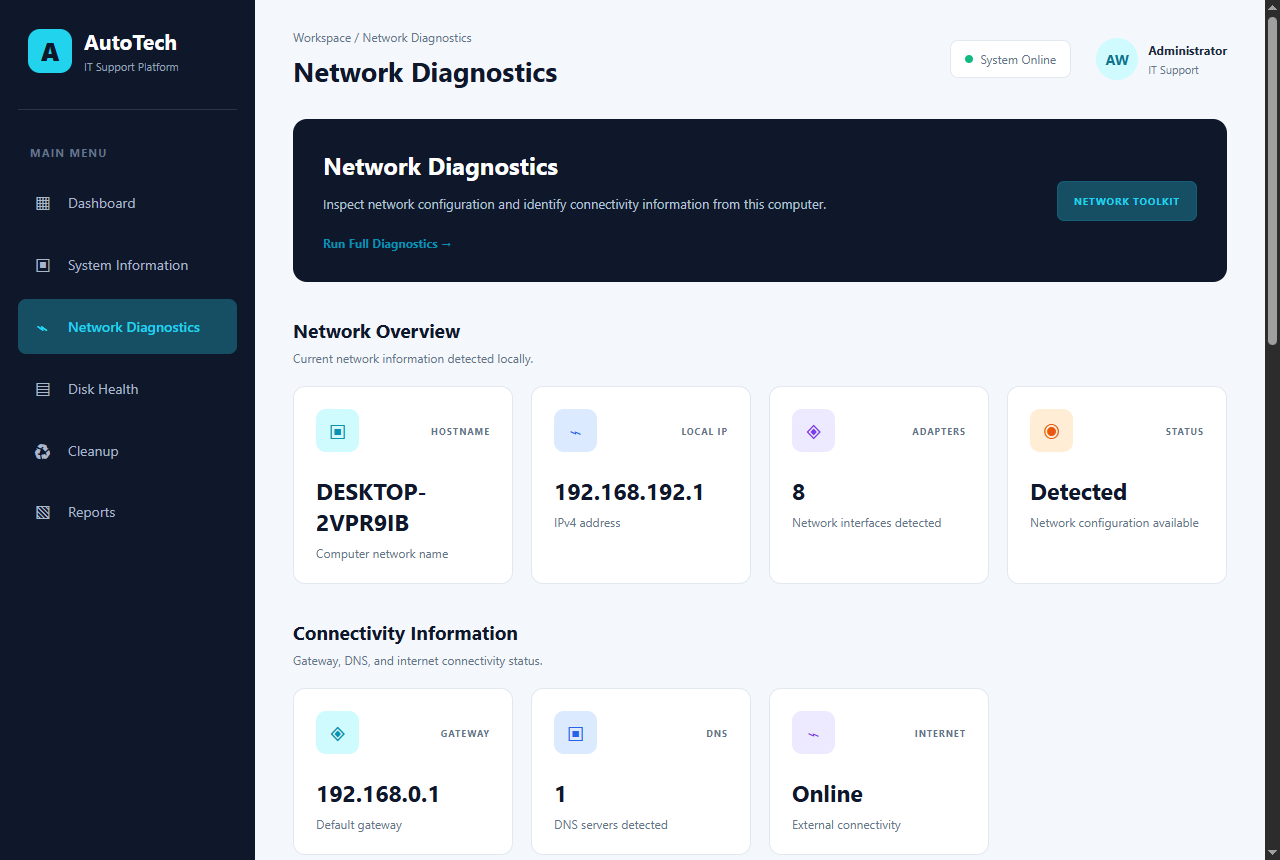 A
AutoTech
IT Support Platform
MAIN MENU
Dashboard
System Information
Network Diagnostics
Disk Health
Cleanup
Reports
Workspace / Network Diagnostics
Network Diagnostics
System Online
AW
Administrator
IT Support
Network Diagnostics
Inspect network configuration and identify connectivity information from this computer.
Run Full Diagnostics →
NETWORK TOOLKIT
Network Overview
Current network information detected locally.
HOSTNAME
DESKTOP-
2VPR9IB
Computer network name
LOCAL IP
192.168.192.1
IPv4 address
ADAPTERS
8
Network interfaces detected
STATUS
Detected
Network configuration available
Connectivity Information
Gateway, DNS, and internet connectivity status.
GATEWAY
192.168.0.1
Default gateway
DNS
1
DNS servers detected
INTERNET
Online
External connectivity